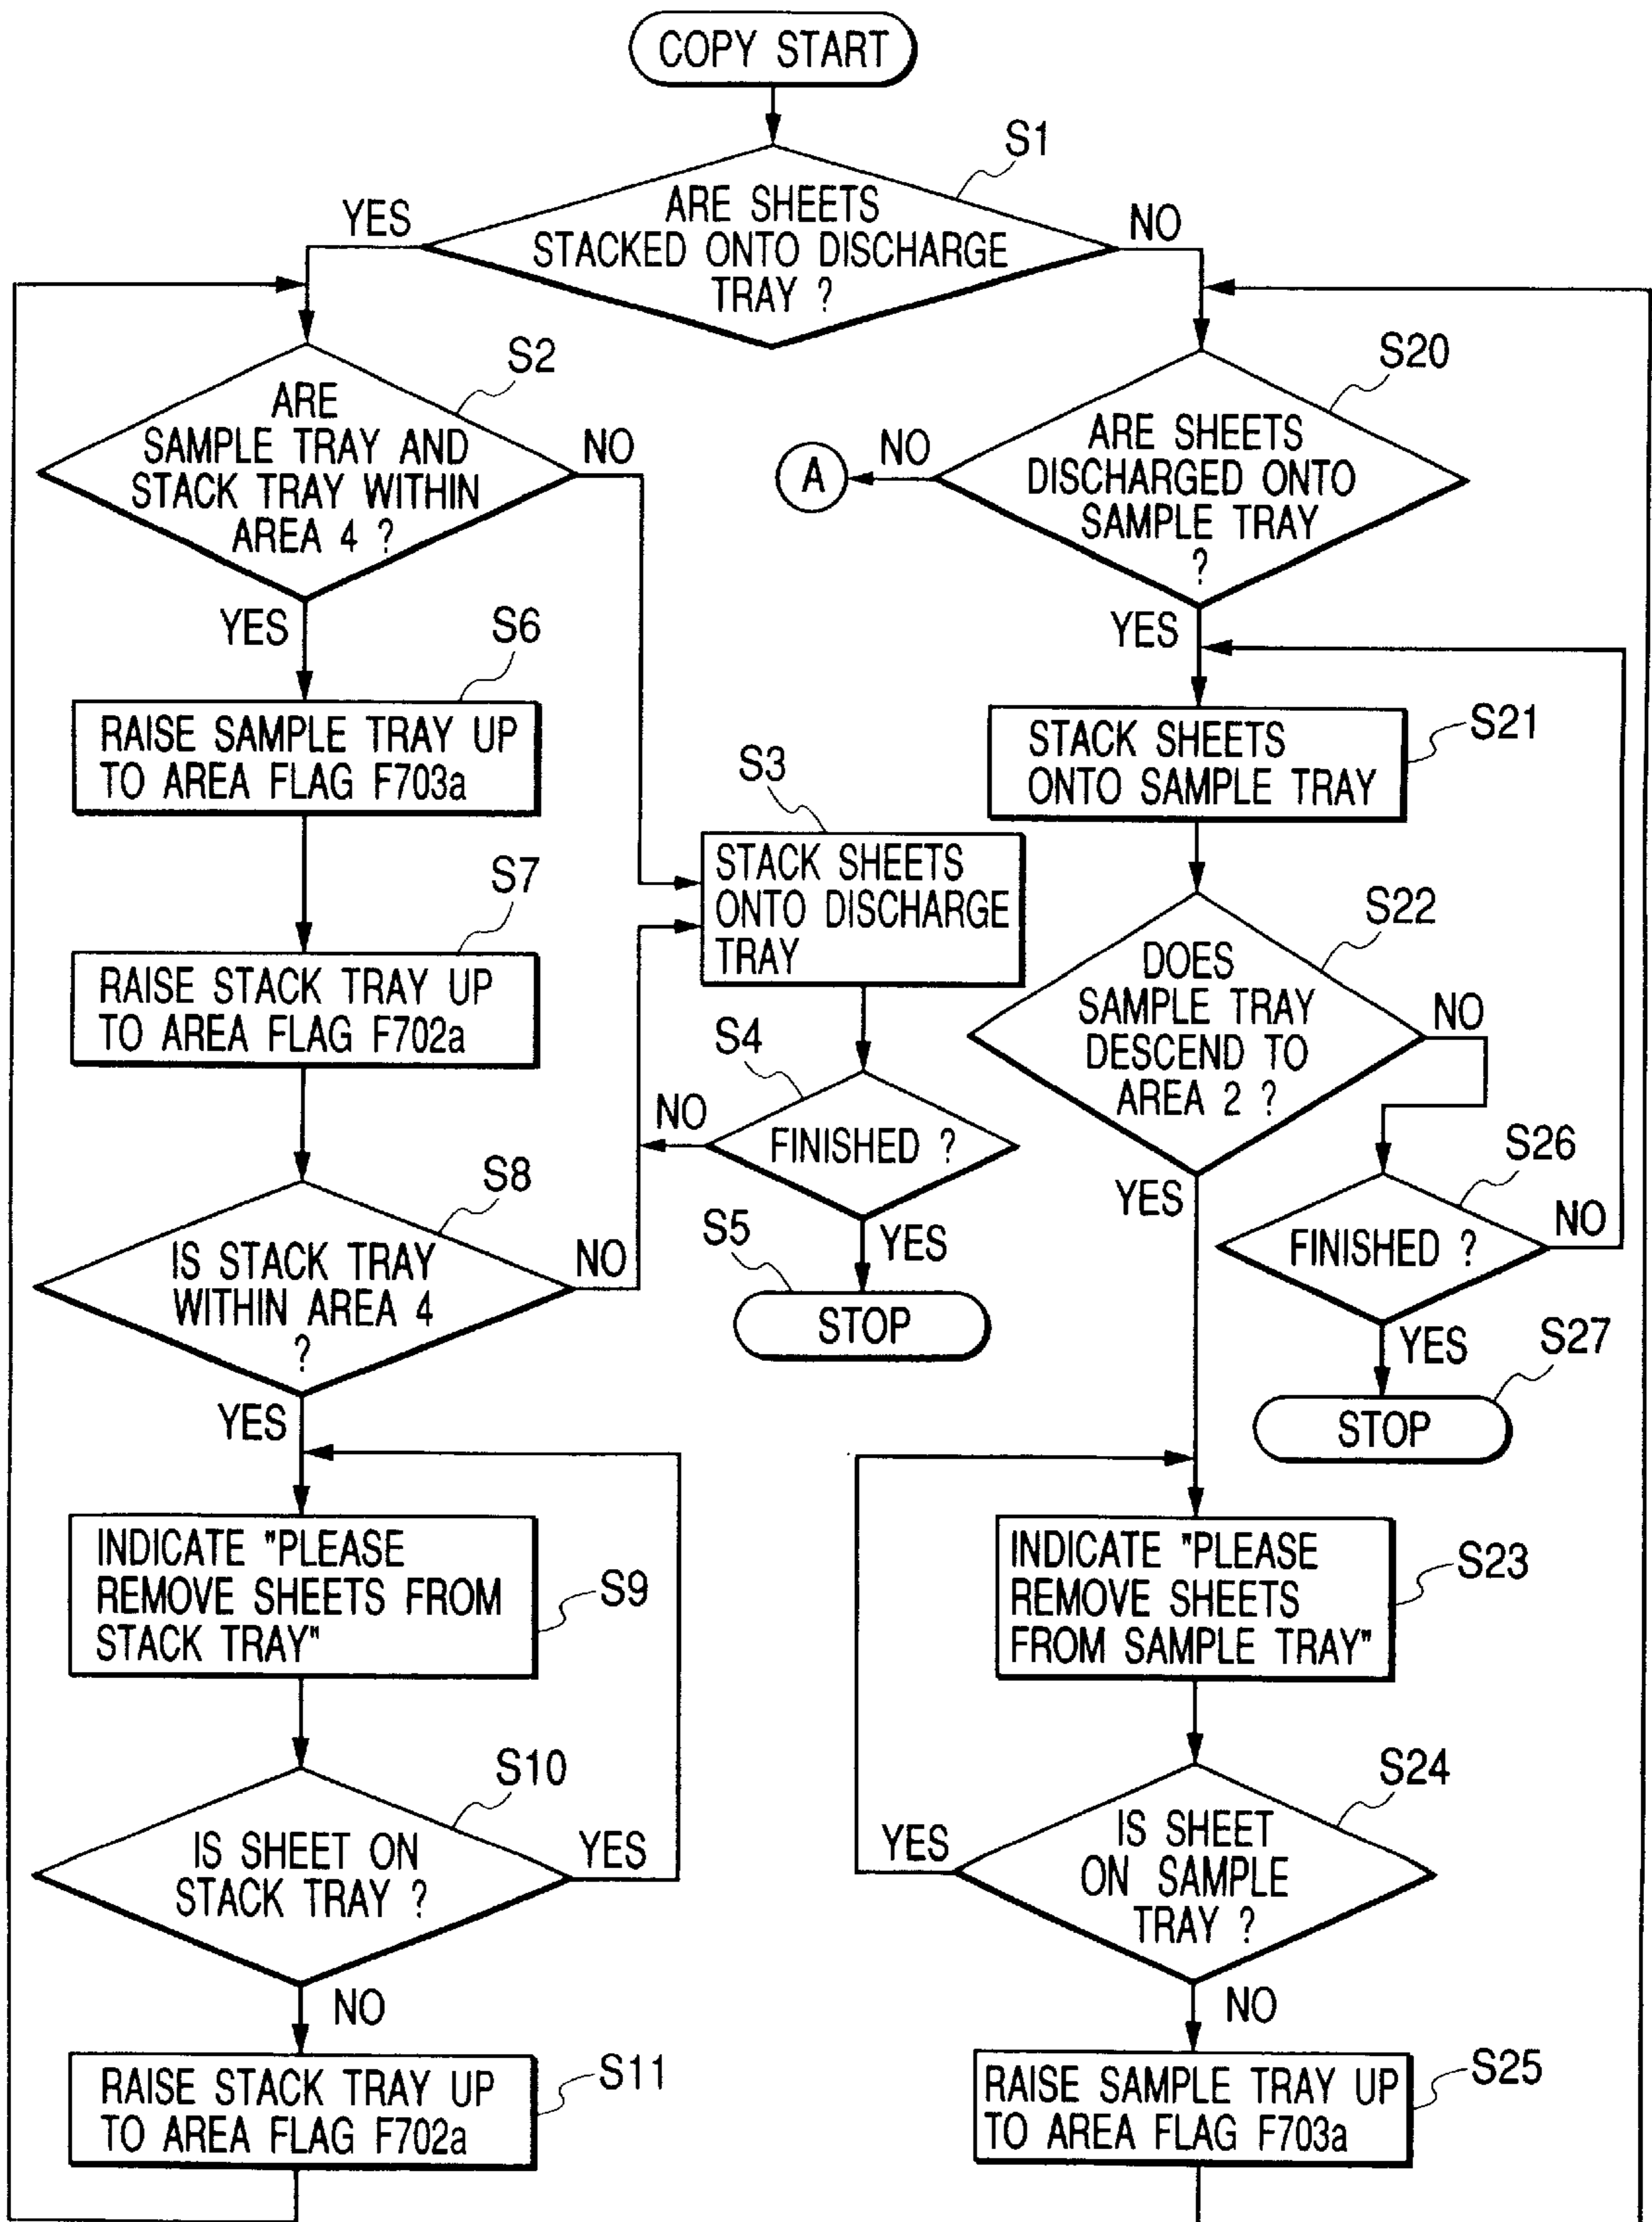 COPY START
S1
ARE SHEETS
STACKED ONTO DISCHARGE
TRAY ?
YES
NO
S2
ARE
SAMPLE TRAY AND
STACK TRAY WITHIN
AREA 4 ?
NO
YES
S6
RAISE SAMPLE TRAY UP
TO AREA FLAG F703a
S7
RAISE STACK TRAY UP
TO AREA FLAG F702a
S8
IS STACK TRAY
WITHIN AREA 4
?
NO
YES
S9
INDICATE "PLEASE
REMOVE SHEETS FROM
STACK TRAY"
S10
IS SHEET ON
STACK TRAY ?
YES
NO
S11
RAISE STACK TRAY UP
TO AREA FLAG F702a
S3
STACK SHEETS
ONTO DISCHARGE
TRAY
S4
FINISHED ?
NO
YES
S5
STOP
S20
ARE SHEETS
DISCHARGED ONTO
SAMPLE TRAY
?
NO
A
YES
S21
STACK SHEETS
ONTO SAMPLE TRAY
S22
DOES
SAMPLE TRAY
DESCEND TO
AREA 2 ?
NO
YES
S26
FINISHED ?
NO
YES
S27
STOP
S23
INDICATE "PLEASE
REMOVE SHEETS
FROM SAMPLE TRAY"
S24
IS SHEET
ON SAMPLE
TRAY ?
YES
NO
S25
RAISE SAMPLE TRAY UP
TO AREA FLAG F703a